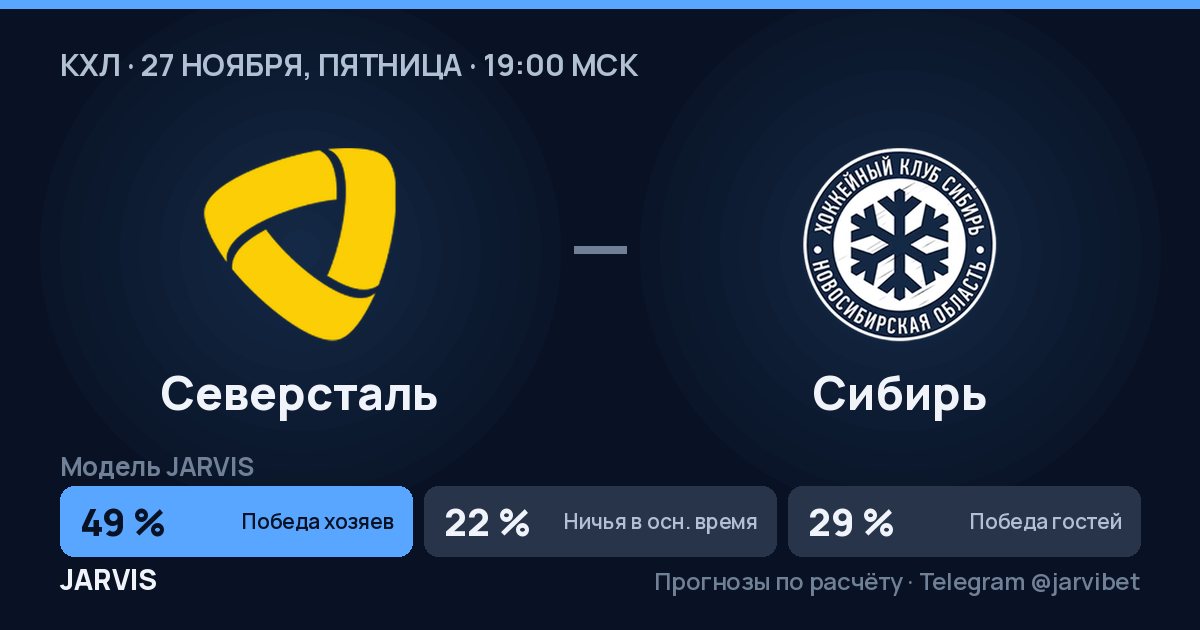 КХЛ · 27 НОЯБРЯ, ПЯТНИЦА · 19:00 МСК
ХОККЕЙНЫЙ КЛУБ СИБИРЬ
• НОВОСИБИРСКАЯ ОБЛАСТЬ •
—
Северсталь
Сибирь
Модель JARVIS
49 % Победа хозяев
22 % Ничья в осн. время
29 % Победа гостей
JARVIS
Прогнозы по расчёту · Telegram @jarvibet